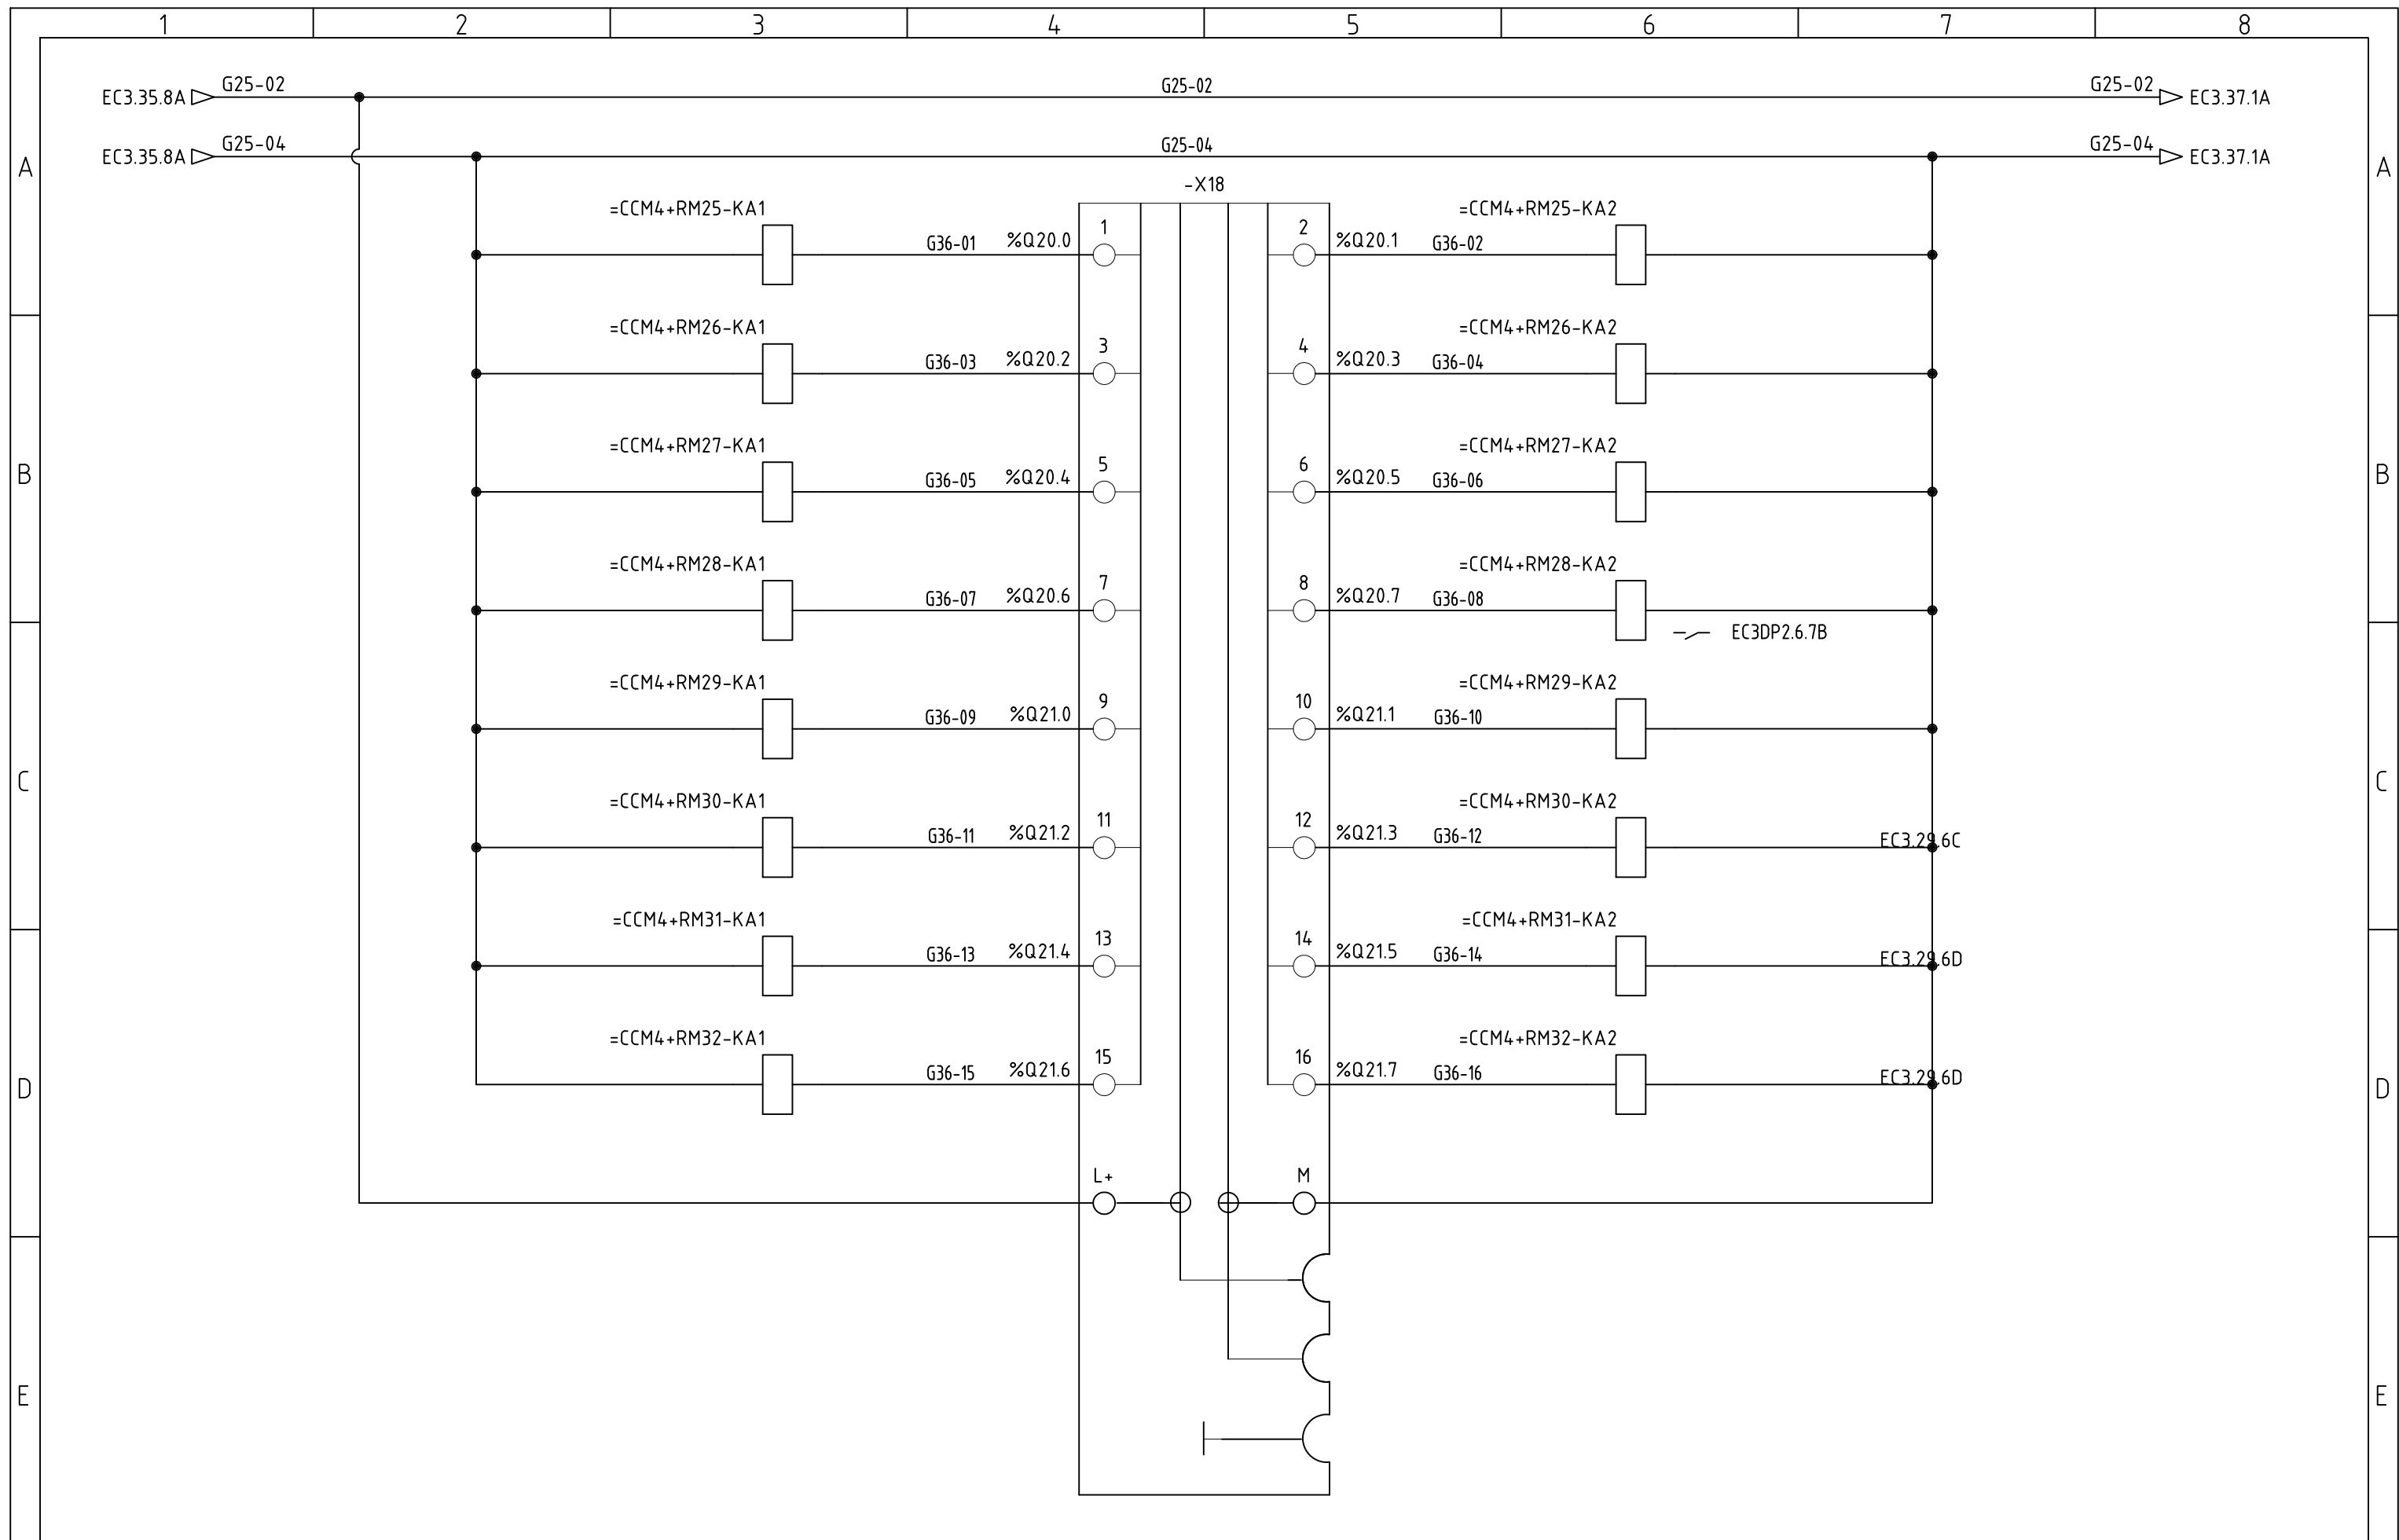 1 2 3 4 5 6 7 8
G25-02 G25-02 G25-02
EC3.35.8A EC3.37.1A
G25-04 G25-04 G25-04
EC3.35.8A EC3.37.1A
A A
-X18
=CCM4+RM25-KA1 =CCM4+RM25-KA2
1 2
G36-01 %Q20.0 %Q20.1 G36-02
=CCM4+RM26-KA1 =CCM4+RM26-KA2
3 4
G36-03 %Q20.2 %Q20.3 G36-04
=CCM4+RM27-KA1 =CCM4+RM27-KA2
5 6
B B
G36-05 %Q20.4 %Q20.5 G36-06
=CCM4+RM28-KA1 =CCM4+RM28-KA2
7 8
G36-07 %Q20.6 %Q20.7 G36-08
EC3DP2.6.7B
=CCM4+RM29-KA1 =CCM4+RM29-KA2
9 10
G36-09 %Q21.0 %Q21.1 G36-10
C C
=CCM4+RM30-KA1 =CCM4+RM30-KA2
11 12
G36-11 %Q21.2 %Q21.3 G36-12 EC3.29.6C
=CCM4+RM31-KA1 =CCM4+RM31-KA2
13 14
G36-13 %Q21.4 %Q21.5 G36-14 EC3.29.6D
=CCM4+RM32-KA1 =CCM4+RM32-KA2
15 16
G36-15 %Q21.6 %Q21.7 G36-16 EC3.29.6D
D D
L+ M
E E